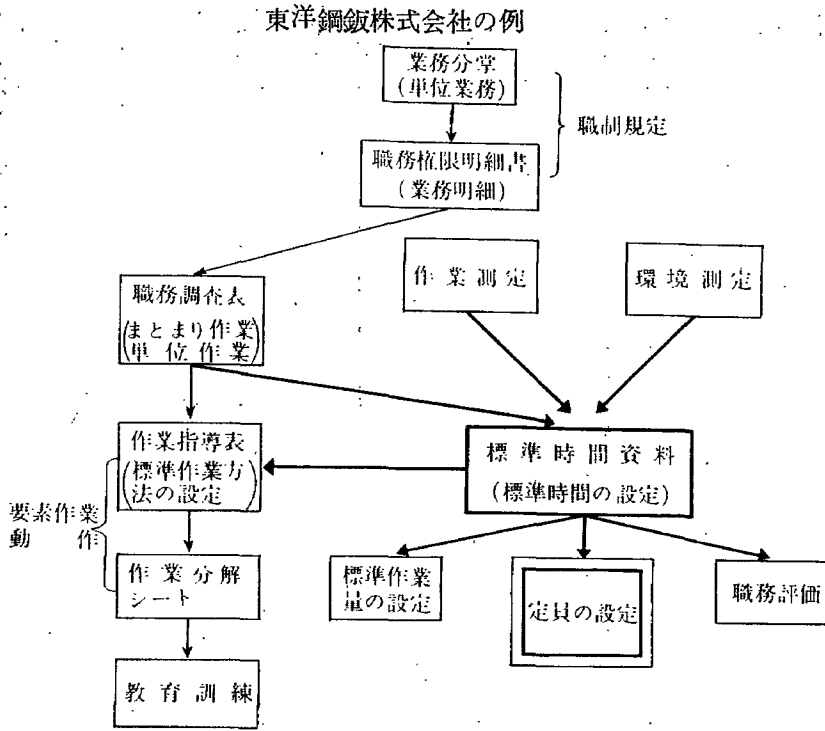 東洋鋼鈑株式会社の例
業務分掌
(単位業務)
職制規定
職務権限明細書
(業務明細)
作業測定
環境測定
職務調査表
(まとまり作業
単位作業)
作業指導表
(標準作業方
法の設定)
標準時間資料
(標準時間の設定)
要素作業
動作
作業分解
シート
標準作業
量の設定
定員の設定
職務評価
教育訓練